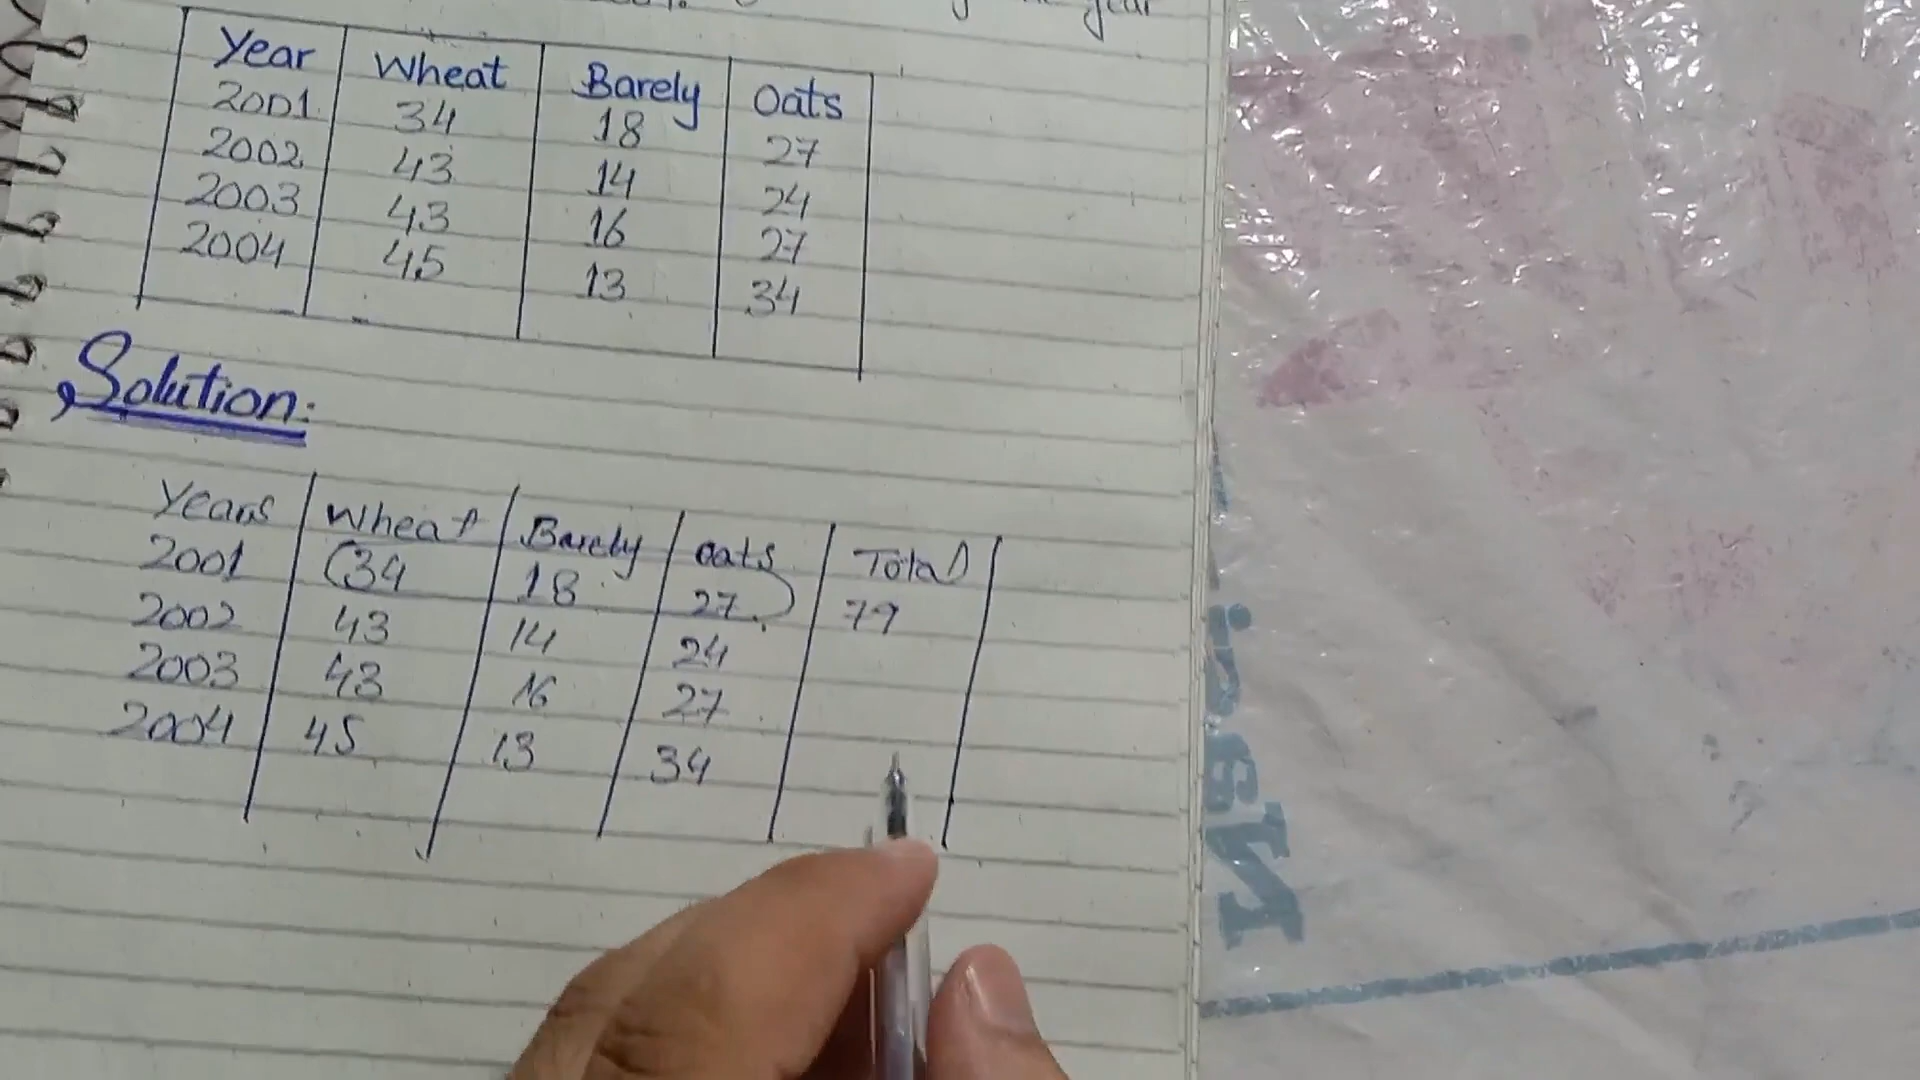 year
Year Wheat Barely Oats
2001 34 18 27
2002 43 14 24
2003 43 16 27
2004 45 13 34
Solution:
Years Wheat Barely oats Total
2001 (34 18 27) 79
2002 43 14 24
2003 43 16 27
2004 45 13 34